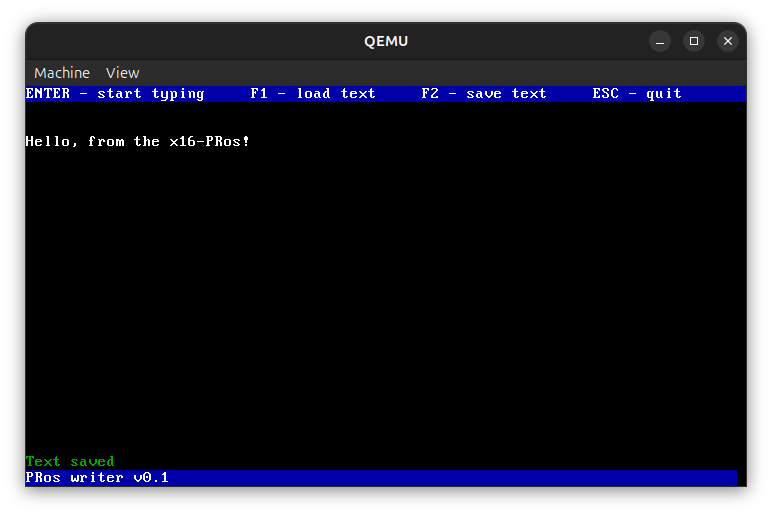 QEMU
Machine View
ENTER - start typing F1 - load text F2 - save text ESC - quit
Hello, from the x16-PRos!
Text saved
PRos writer v0.1